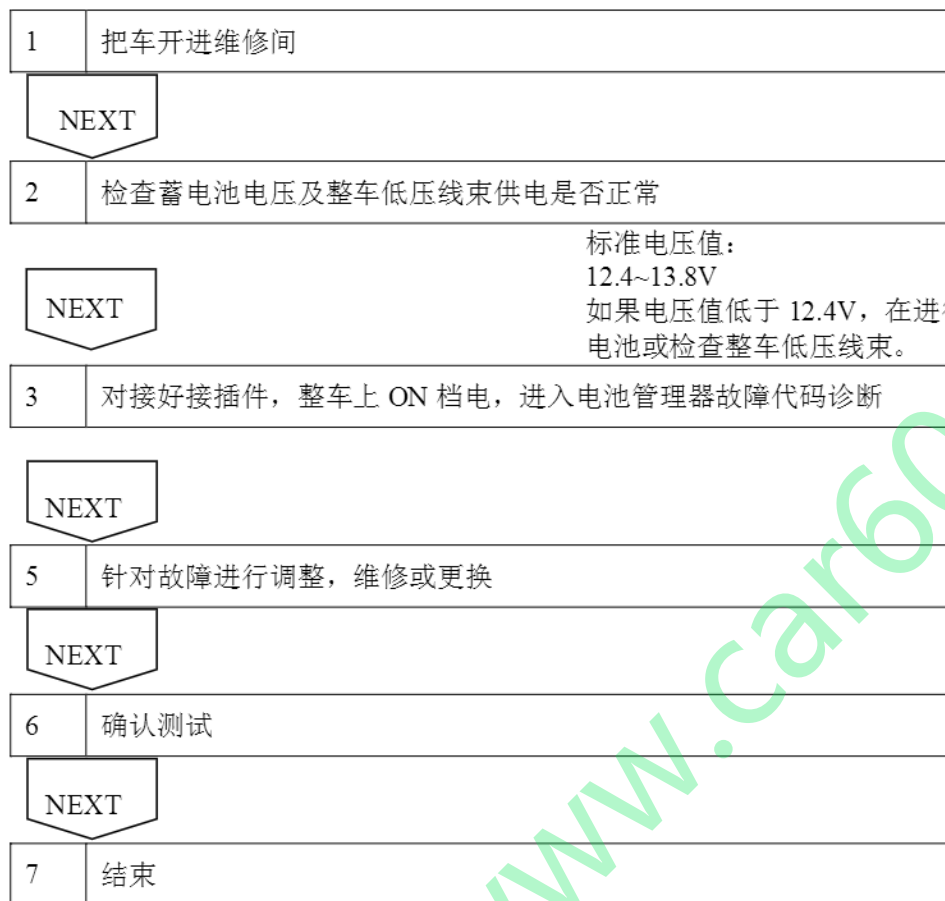 1 把车开进维修间
NEXT
2 检查蓄电池电压及整车低压线束供电是否正常
标准电压值：
12.4~13.8V
NEXT
如果电压值低于 12.4V，在进
电池或检查整车低压线束。
3 对接好接插件，整车上 ON 档电，进入电池管理器故障代码诊断
NEXT
5 针对故障进行调整，维修或更换
NEXT
6 确认测试
NEXT
7 结束
www.car60